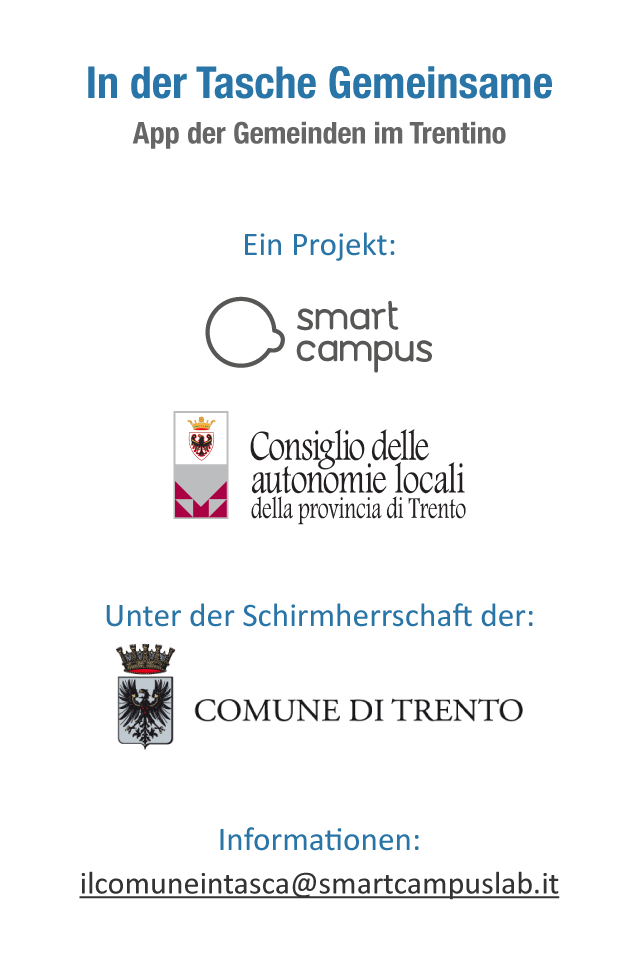 In der Tasche Gemeinsame
App der Gemeinden im Trentino
Ein Projekt:
smart
campus
Consiglio delle
autonomie locali
della provincia di Trento
Unter der Schirmherrschaft der:
COMUNE DI TRENTO
Informationen:
ilcomuneintasca@smartcampuslab.it